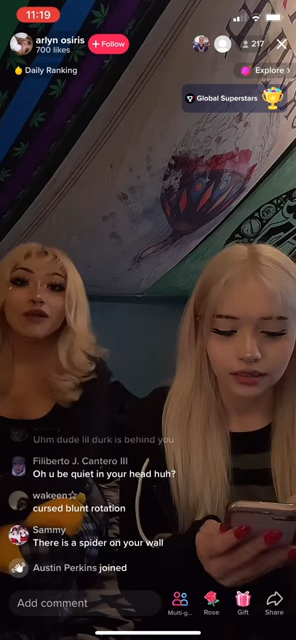 11:19
arlyn osiris
700 likes
+ Follow
217
Daily Ranking
Explore
Global Superstars
Uhm dude lil durk is behind you
Filiberto J. Cantero III
Oh u be quiet in your head huh?
wakeen☆
cursed blunt rotation
Sammy
There is a spider on your wall
Austin Perkins joined
Add comment
Multi-g...
Rose
Gift
Share